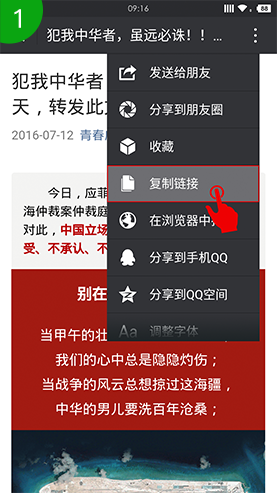 1
09:16
88
犯我中华者，虽远必诛！！...
犯我中华者
天，转发此
2016-07-12 青春
发送给朋友
分享到朋友圈
收藏
复制链接
在浏览器中
分享到手机QQ
分享到QQ空间
Aa 调整字体
今日，应菲
海仲裁案仲裁庭
对此，中国立场
受、不承认、不
别在
当甲午的壮
我们的心中总是隐隐灼伤；
当战争的风云总想掠过这海疆，
中华的男儿要洗百年沧桑；